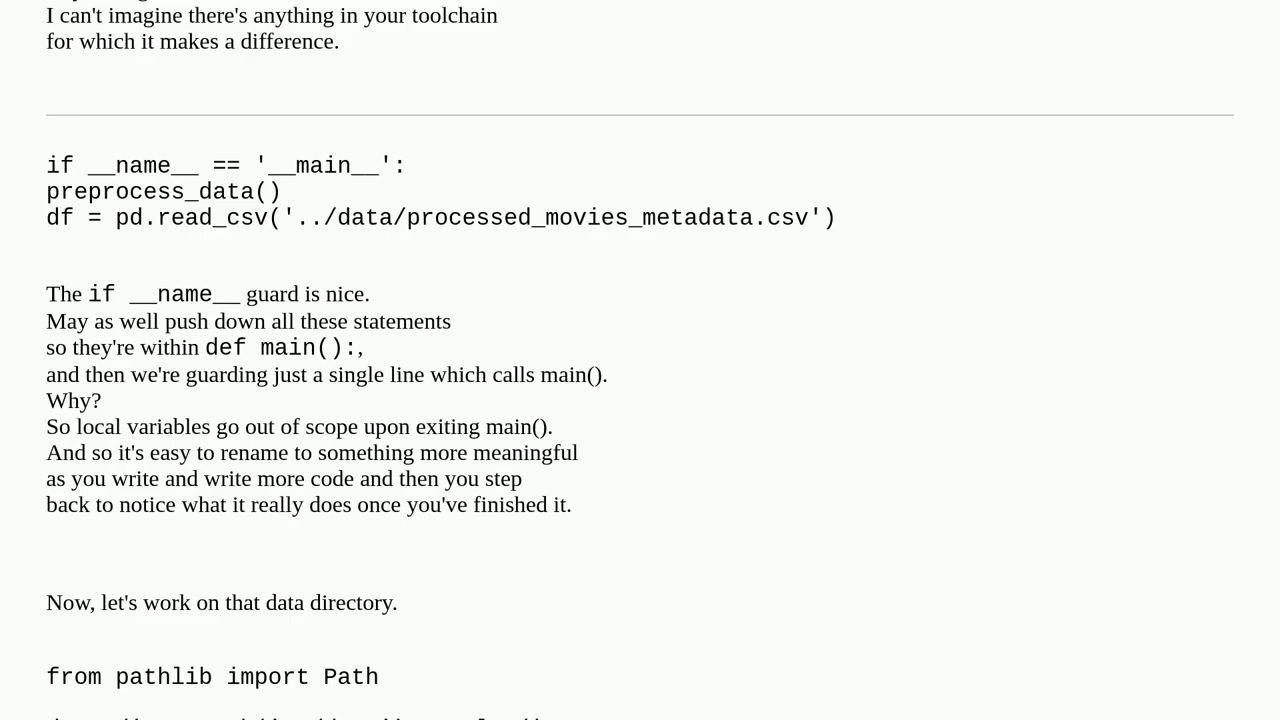 I can't imagine there's anything in your toolchain
for which it makes a difference.
if __name__ == '__main__':
preprocess_data()
df = pd.read_csv('../data/processed_movies_metadata.csv')
The if __name__ guard is nice.
May as well push down all these statements
so they're within def main():,
and then we're guarding just a single line which calls main().
Why?
So local variables go out of scope upon exiting main().
And so it's easy to rename to something more meaningful
as you write and write more code and then you step
back to notice what it really does once you've finished it.
Now, let's work on that data directory.
from pathlib import Path